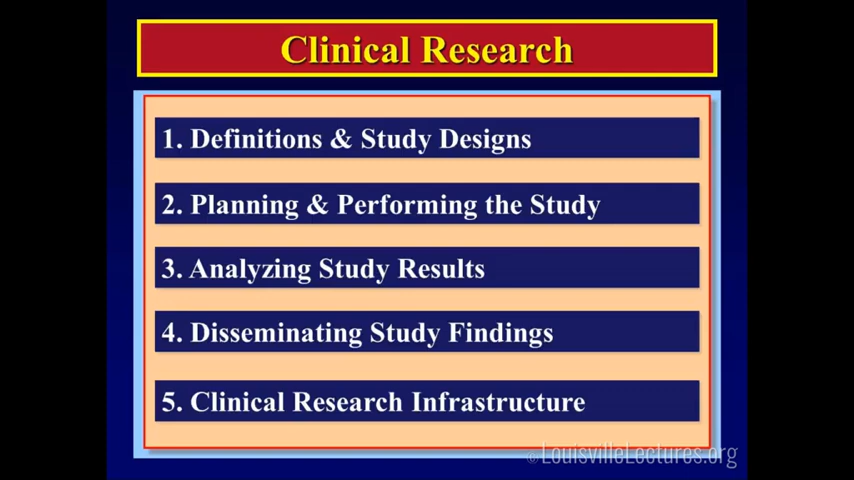 Clinical Research
1. Definitions & Study Designs
2. Planning & Performing the Study
3. Analyzing Study Results
4. Disseminating Study Findings
5. Clinical Research Infrastructure
© LouisvilleLectures.org